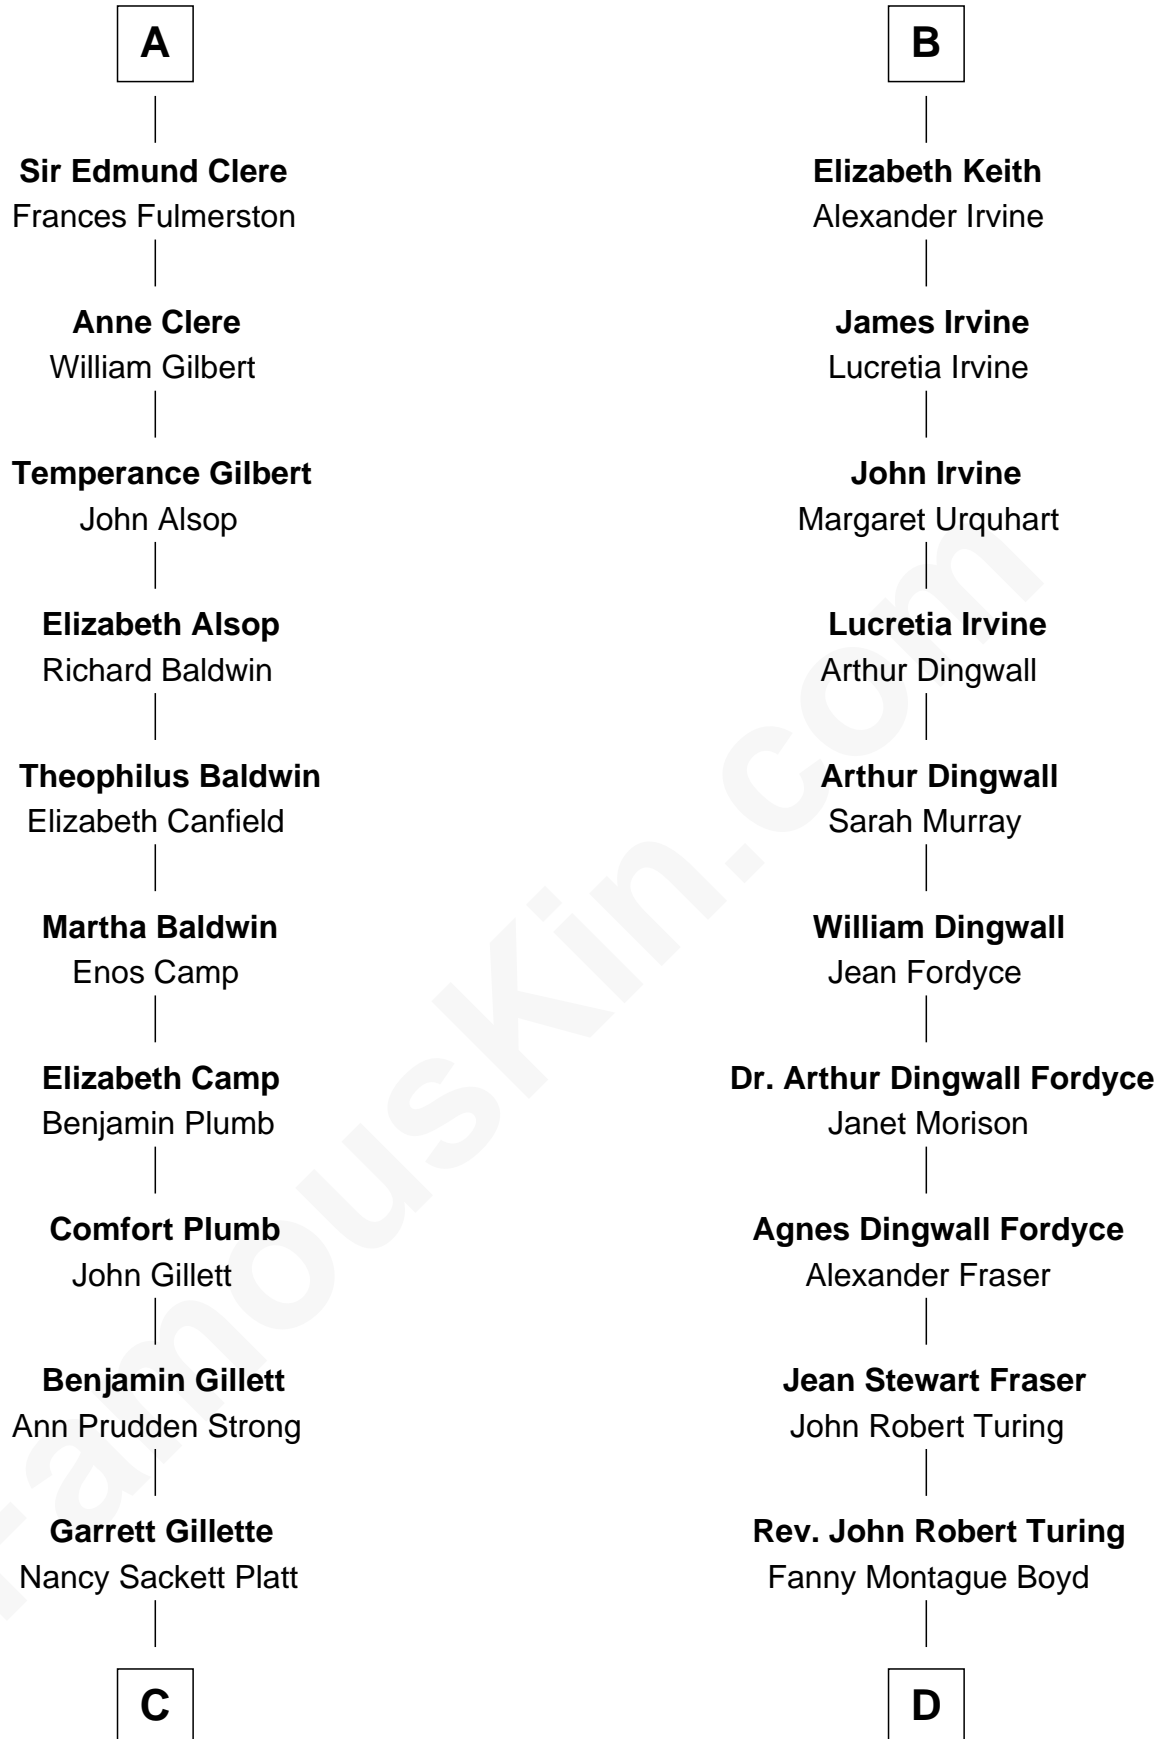 A
Sir Edmund Clere
Frances Fulmerston
Anne Clere
William Gilbert
Temperance Gilbert
John Alsop
Elizabeth Alsop
Richard Baldwin
Theophilus Baldwin
Elizabeth Canfield
Martha Baldwin
Enos Camp
Elizabeth Camp
Benjamin Plumb
Comfort Plumb
John Gillett
Benjamin Gillett
Ann Prudden Strong
Garrett Gillette
Nancy Sackett Platt
C
B
Elizabeth Keith
Alexander Irvine
James Irvine
Lucretia Irvine
John Irvine
Margaret Urquhart
Lucretia Irvine
Arthur Dingwall
Arthur Dingwall
Sarah Murray
William Dingwall
Jean Fordyce
Dr. Arthur Dingwall Fordyce
Janet Morison
Agnes Dingwall Fordyce
Alexander Fraser
Jean Stewart Fraser
John Robert Turing
Rev. John Robert Turing
Fanny Montague Boyd
D
FamousKin.com